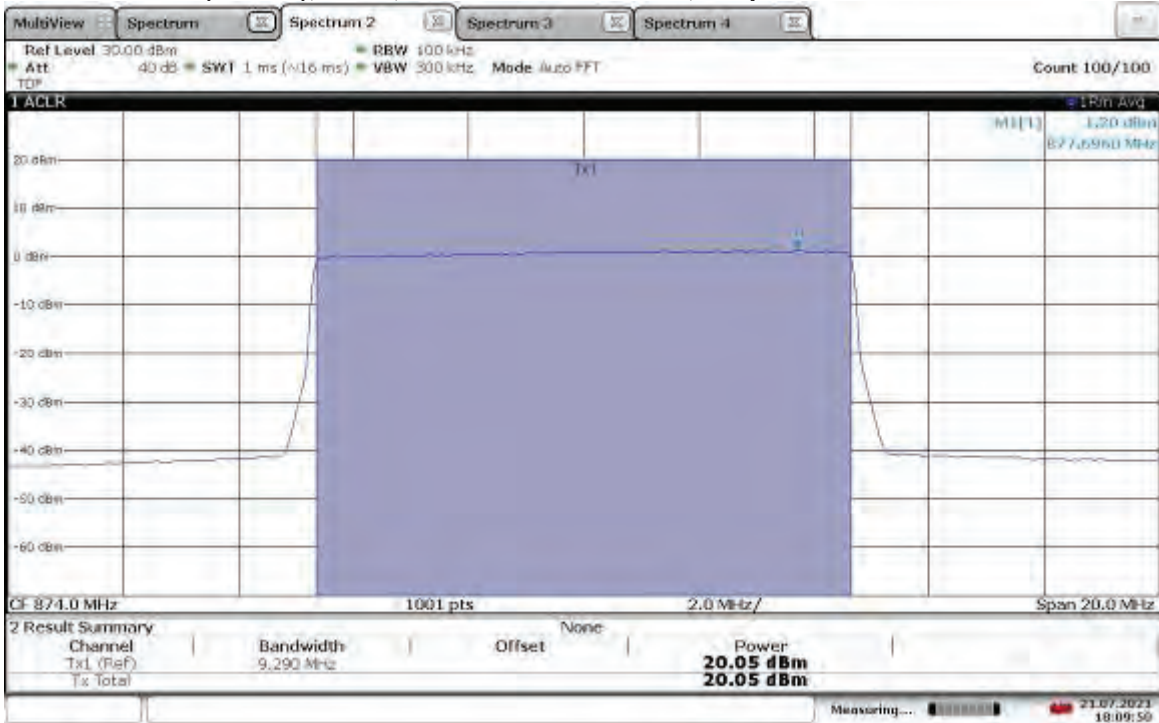 MultiView Spectrum Spectrum 2 Spectrum 3 Spectrum 4
Ref Level 30.00 dBm RBW 100 kHz
Att 40 dB SWT 1 ms (~16 ms) VBW 300 kHz Mode Auto FFT Count 100/100
TDF
1 ACLR 1Rm Avg
M1[1] 1.20 dBm
877.6960 MHz
20 dBm
Tx1
10 dBm
0 dBm
-10 dBm
-20 dBm
-30 dBm
-40 dBm
-50 dBm
-60 dBm
CF 874.0 MHz 1001 pts 2.0 MHz/ Span 20.0 MHz
2 Result Summary None
Channel Bandwidth Offset Power
Tx1 (Ref) 9.290 MHz 20.05 dBm
Tx Total 20.05 dBm
Measuring... 21.07.2023
18:09:50